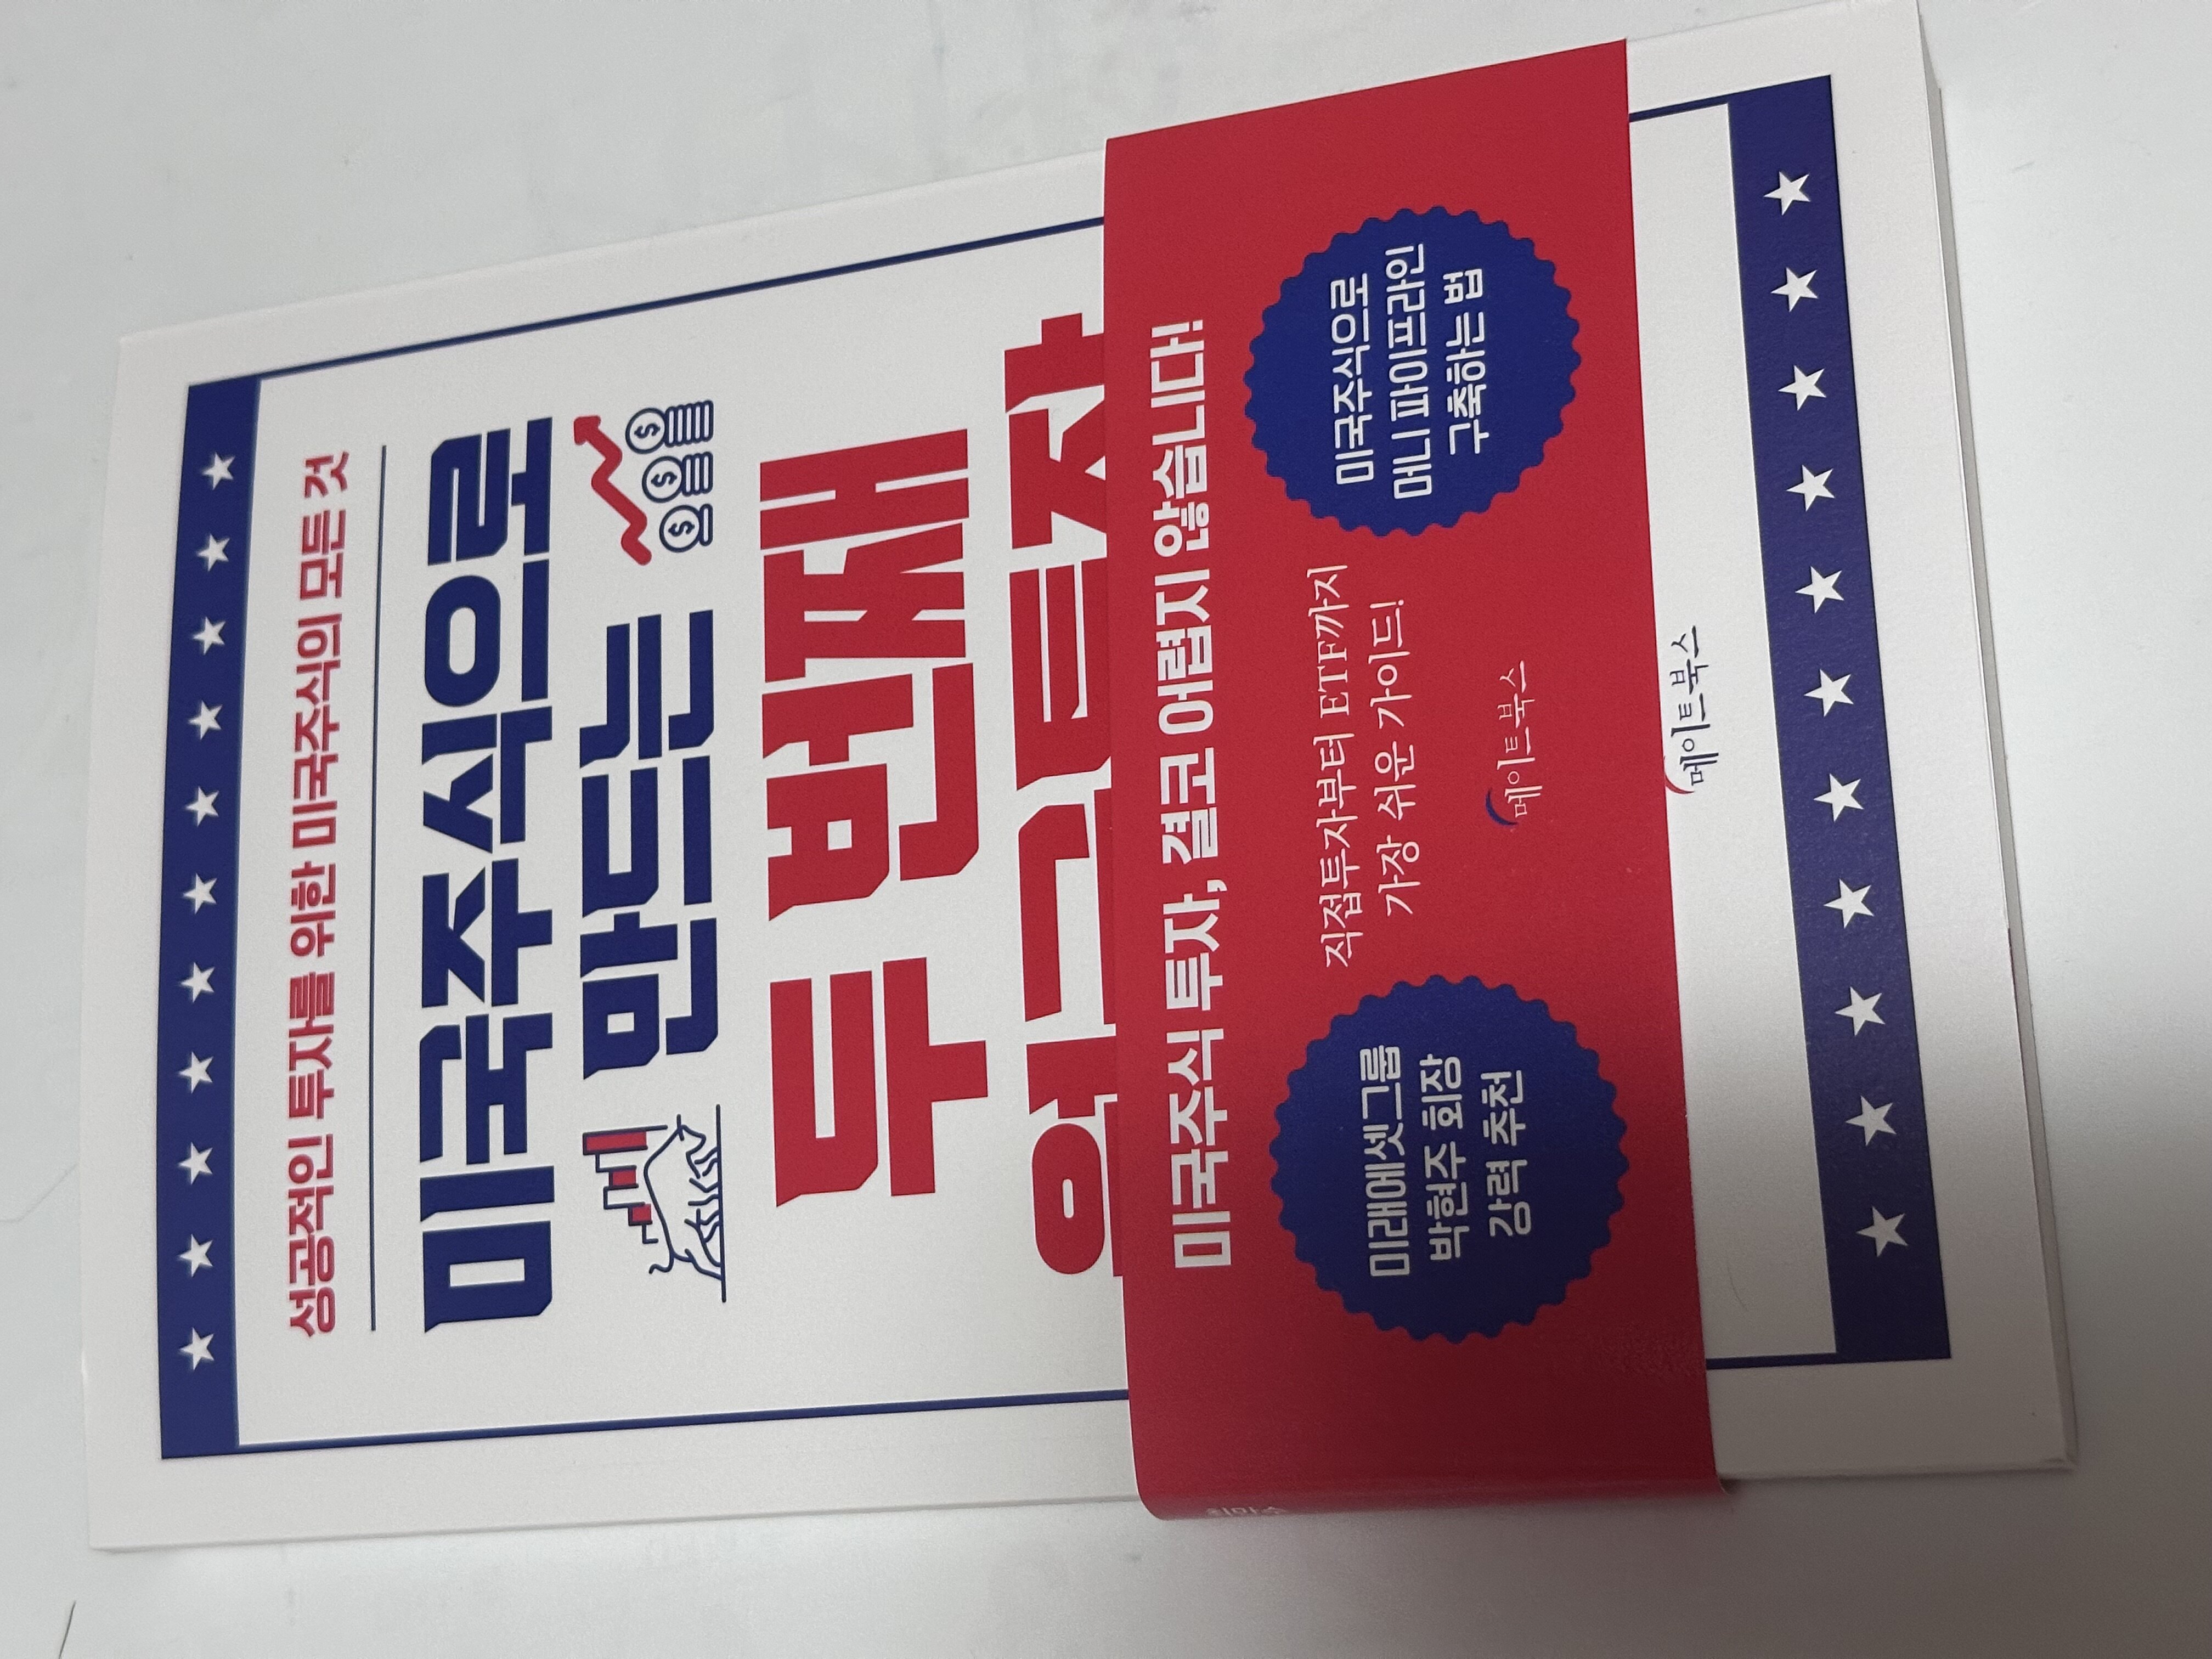 성공적인 투자를 위한 미국주식의 모든 것
미국주식으로
만드는
두 번째
미국주식 투자, 결코 어렵지 않습니다!
미래에셋그룹
박현주 회장
강력 추천
직접투자부터 ETF까지
가장 쉬운 가이드!
메이트북스
미국주식으로
머니 파이프라인
구축하는 법
메이트북스